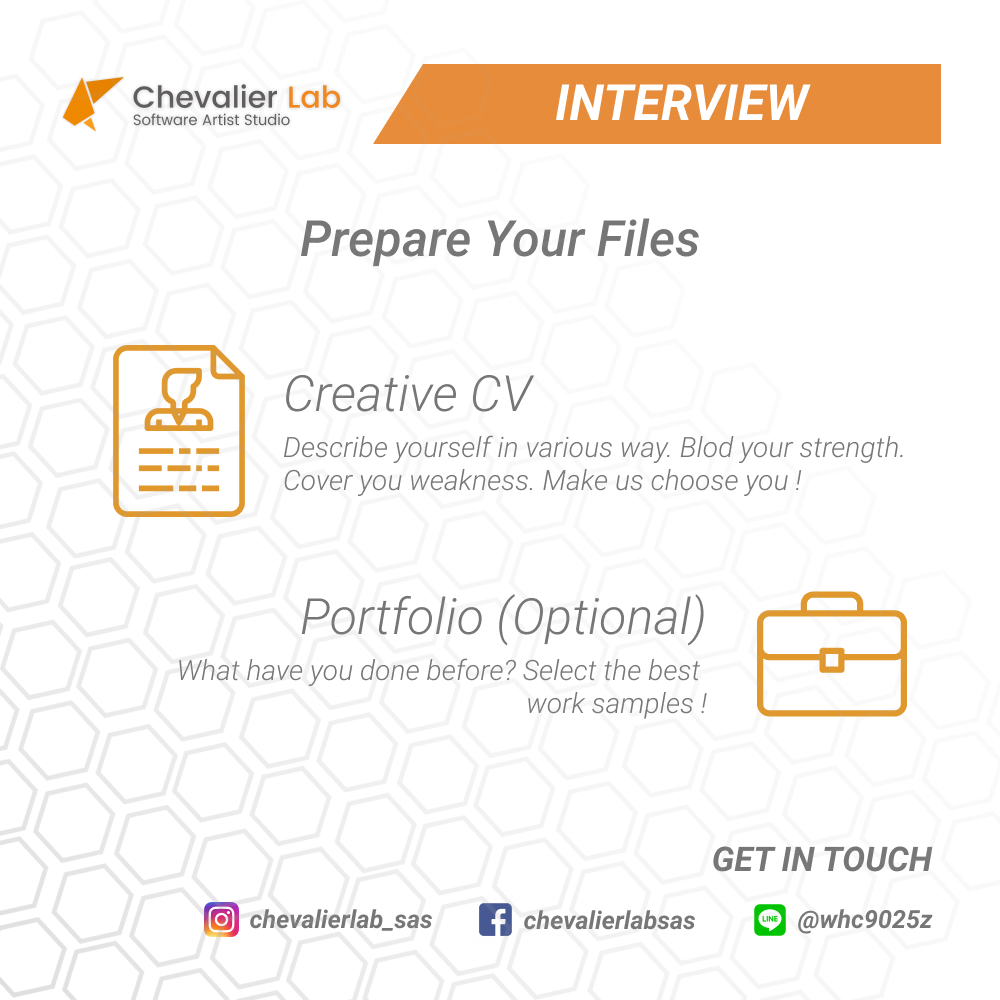 Chevalier Lab
Software Artist Studio
INTERVIEW
Prepare Your Files
Creative CV
Describe yourself in various way. Blod your strength.
Cover you weakness. Make us choose you !
Portfolio (Optional)
What have you done before? Select the best
work samples !
GET IN TOUCH
chevalierlab_sas
chevalierlabsas
LINE
@whc9025z